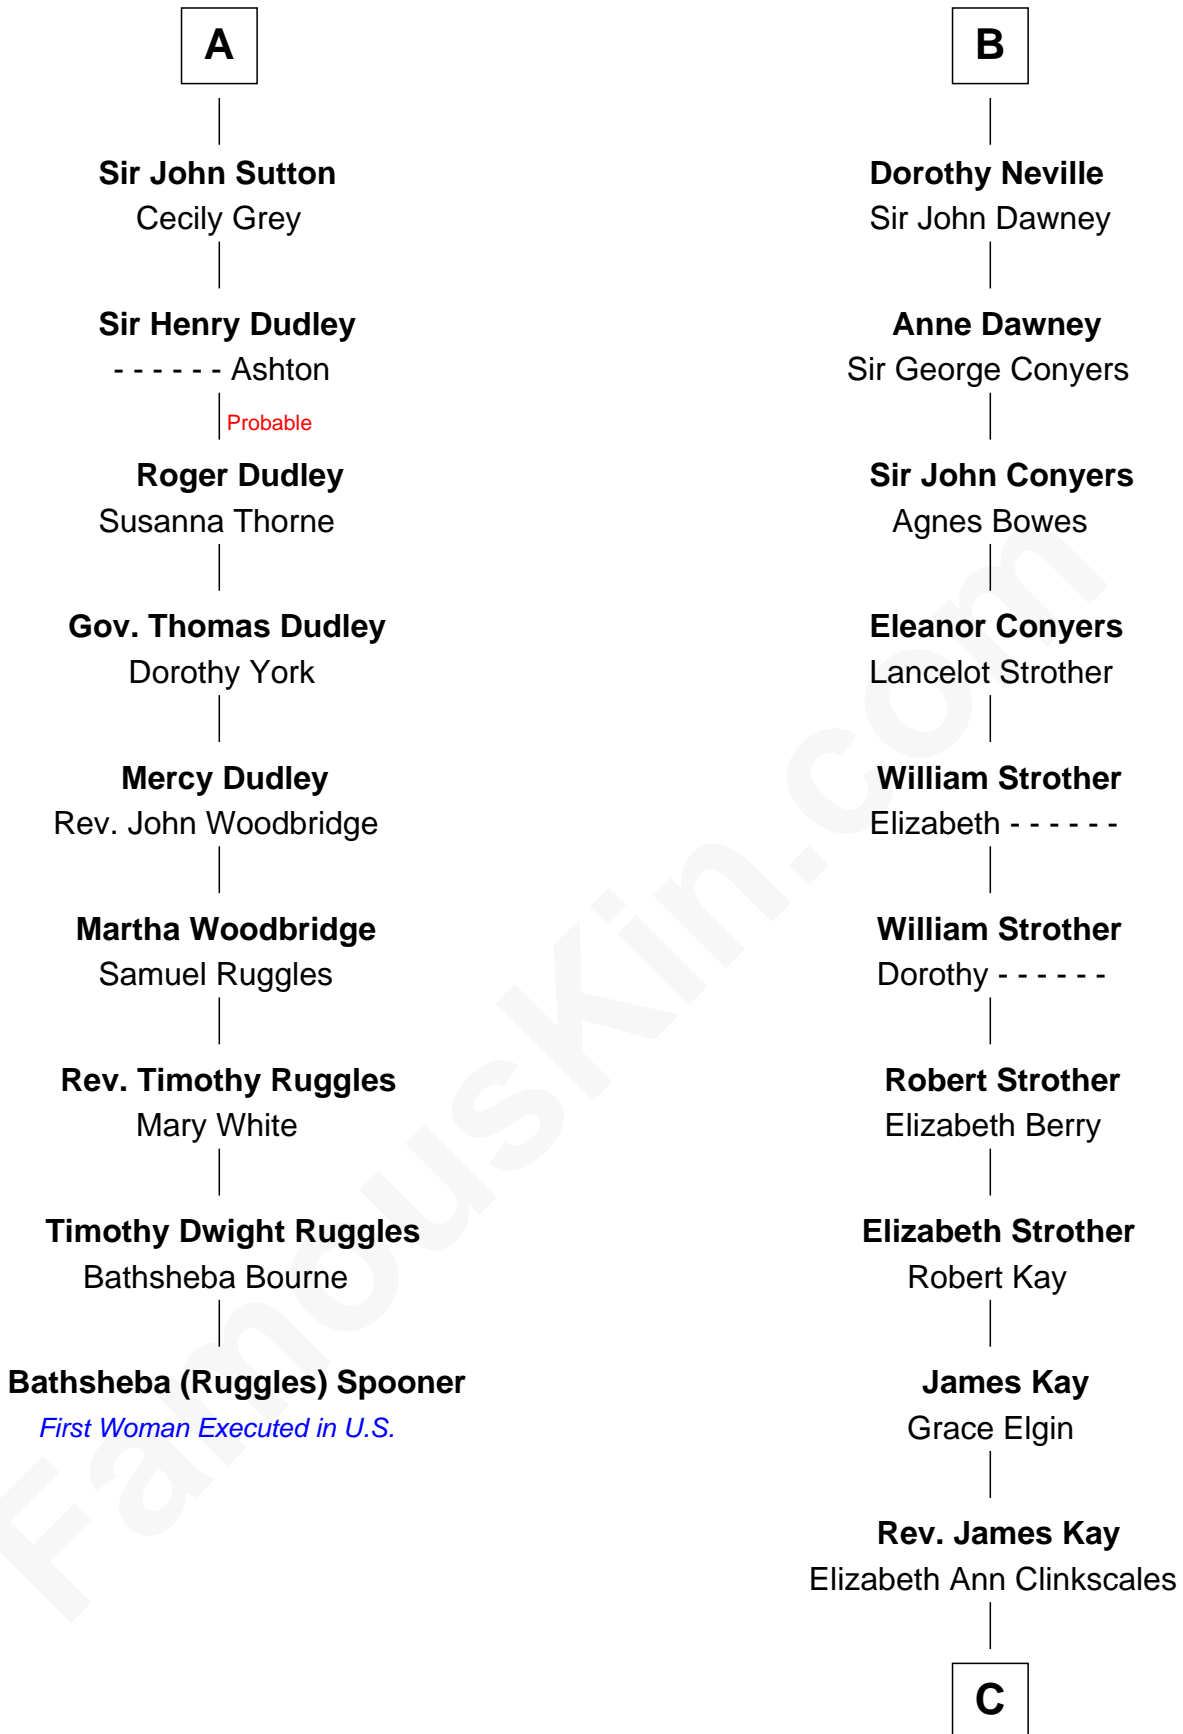 A
Sir John Sutton
Cecily Grey
Sir Henry Dudley
- - - - - - Ashton
Probable
Roger Dudley
Susanna Thorne
Gov. Thomas Dudley
Dorothy York
Mercy Dudley
Rev. John Woodbridge
Martha Woodbridge
Samuel Ruggles
Rev. Timothy Ruggles
Mary White
Timothy Dwight Ruggles
Bathsheba Bourne
Bathsheba (Ruggles) Spooner
First Woman Executed in U.S.
B
Dorothy Neville
Sir John Dawney
Anne Dawney
Sir George Conyers
Sir John Conyers
Agnes Bowes
Eleanor Conyers
Lancelot Strother
William Strother
Elizabeth - - - - - -
William Strother
Dorothy - - - - - -
Robert Strother
Elizabeth Berry
Elizabeth Strother
Robert Kay
James Kay
Grace Elgin
Rev. James Kay
Elizabeth Ann Clinkscales
C
FamousKin.com